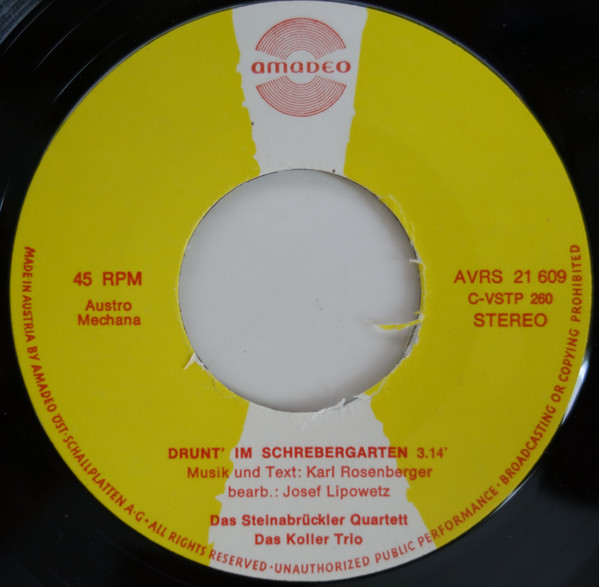 AMADEO
45 RPM
Austro
Mechana
AVRS 21 609
C-VSTP 260
STEREO
DRUNT' IM SCHREBERGARTEN 3.14'
Musik und Text: Karl Rosenberger
bearb.: Josef Lipowetz
Das Steinabrückler Quartett
Das Koller Trio
MADE IN AUSTRIA BY AMADEO ÖST·SCHALLPLATTEN A·G·ALL RIGHTS RESERVED·UNAUTHORIZED PUBLIC PERFORMANCE·BROADCASTING OR COPYING PROHIBITED